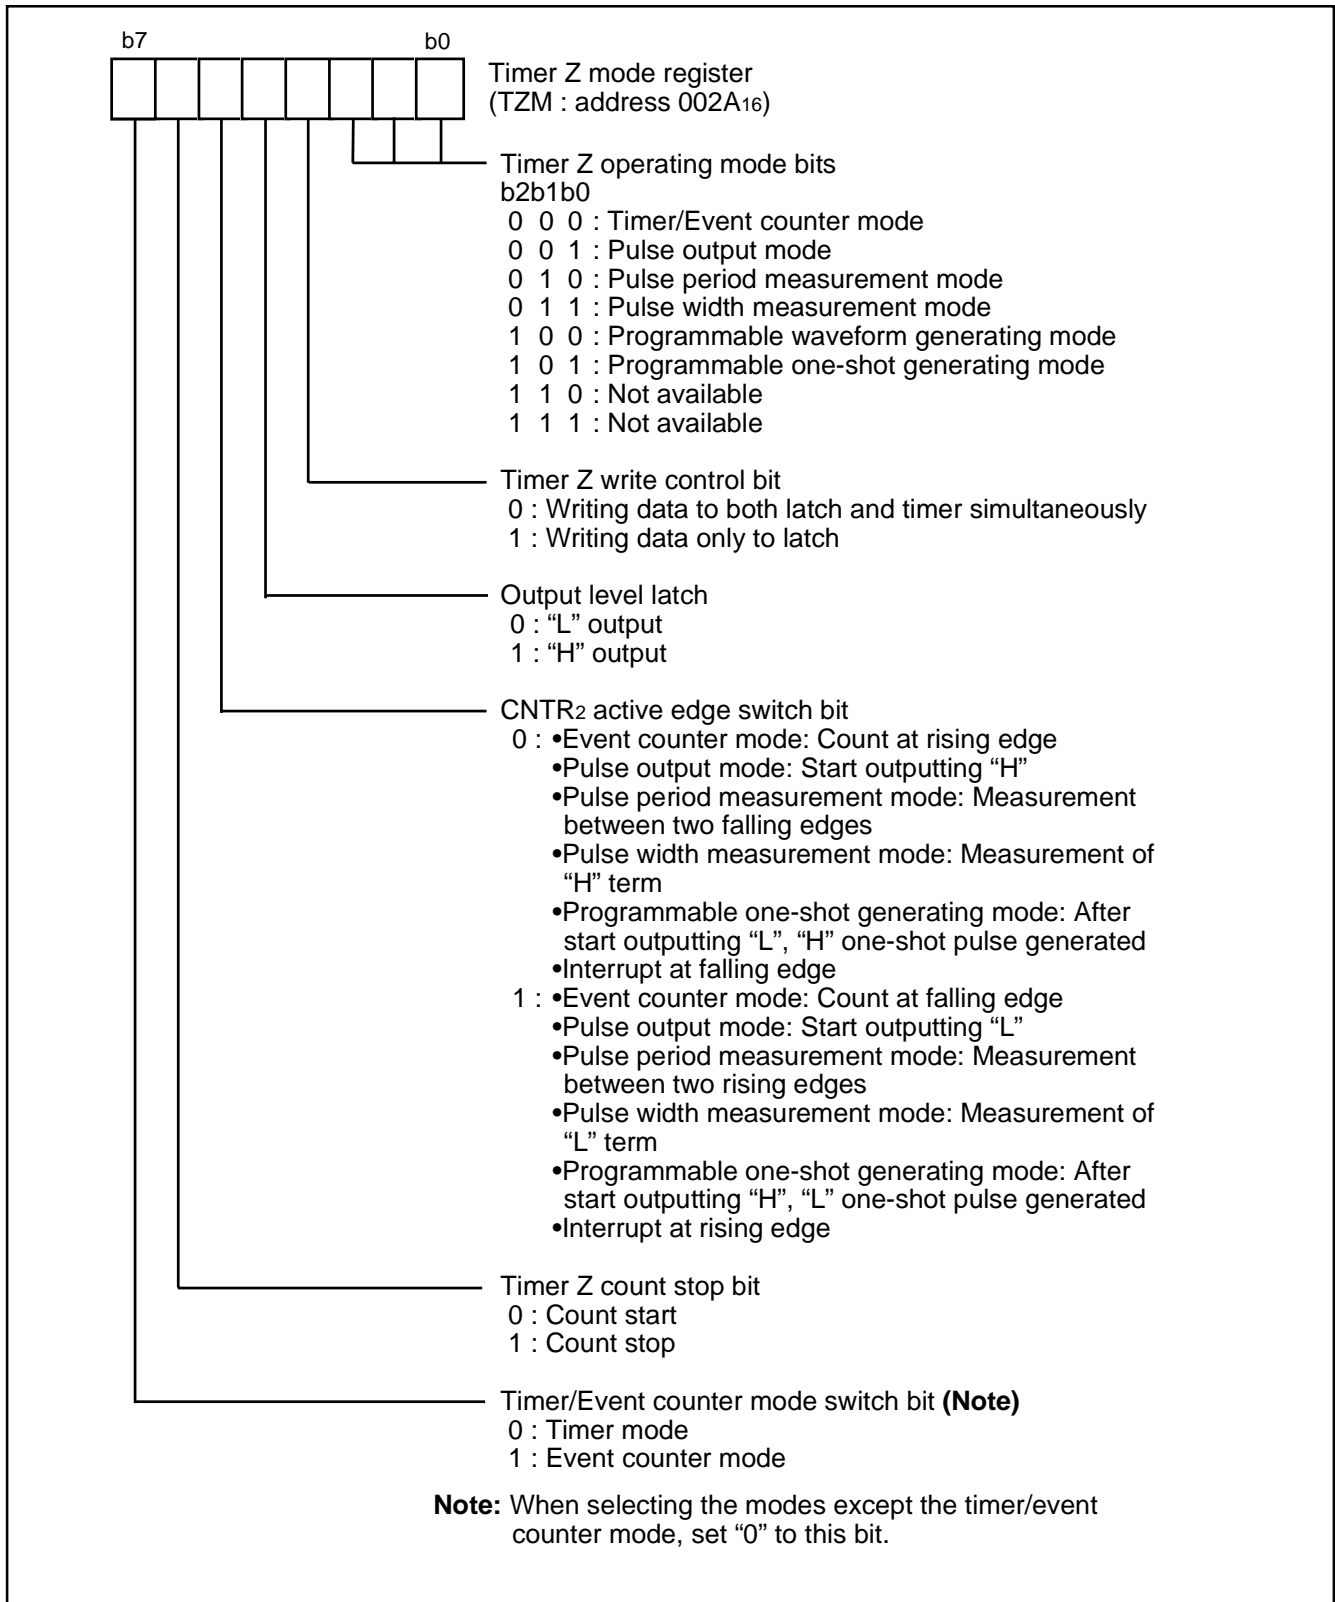 b7 b0
Timer Z mode register
(TZM : address 002A16)
Timer Z operating mode bits
b2b1b0
0 0 0 : Timer/Event counter mode
0 0 1 : Pulse output mode
0 1 0 : Pulse period measurement mode
0 1 1 : Pulse width measurement mode
1 0 0 : Programmable waveform generating mode
1 0 1 : Programmable one-shot generating mode
1 1 0 : Not available
1 1 1 : Not available
Timer Z write control bit
0 : Writing data to both latch and timer simultaneously
1 : Writing data only to latch
Output level latch
0 : “L” output
1 : “H” output
CNTR2 active edge switch bit
0 : •Event counter mode: Count at rising edge
•Pulse output mode: Start outputting “H”
•Pulse period measurement mode: Measurement
between two falling edges
•Pulse width measurement mode: Measurement of
“H” term
•Programmable one-shot generating mode: After
start outputting “L”, “H” one-shot pulse generated
•Interrupt at falling edge
1 : •Event counter mode: Count at falling edge
•Pulse output mode: Start outputting “L”
•Pulse period measurement mode: Measurement
between two rising edges
•Pulse width measurement mode: Measurement of
“L” term
•Programmable one-shot generating mode: After
start outputting “H”, “L” one-shot pulse generated
•Interrupt at rising edge
Timer Z count stop bit
0 : Count start
1 : Count stop
Timer/Event counter mode switch bit (Note)
0 : Timer mode
1 : Event counter mode
Note: When selecting the modes except the timer/event
counter mode, set “0” to this bit.